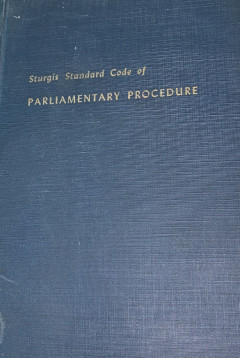 Sturgis Standard Code of
PARLIAMENTARY PROCEDURE